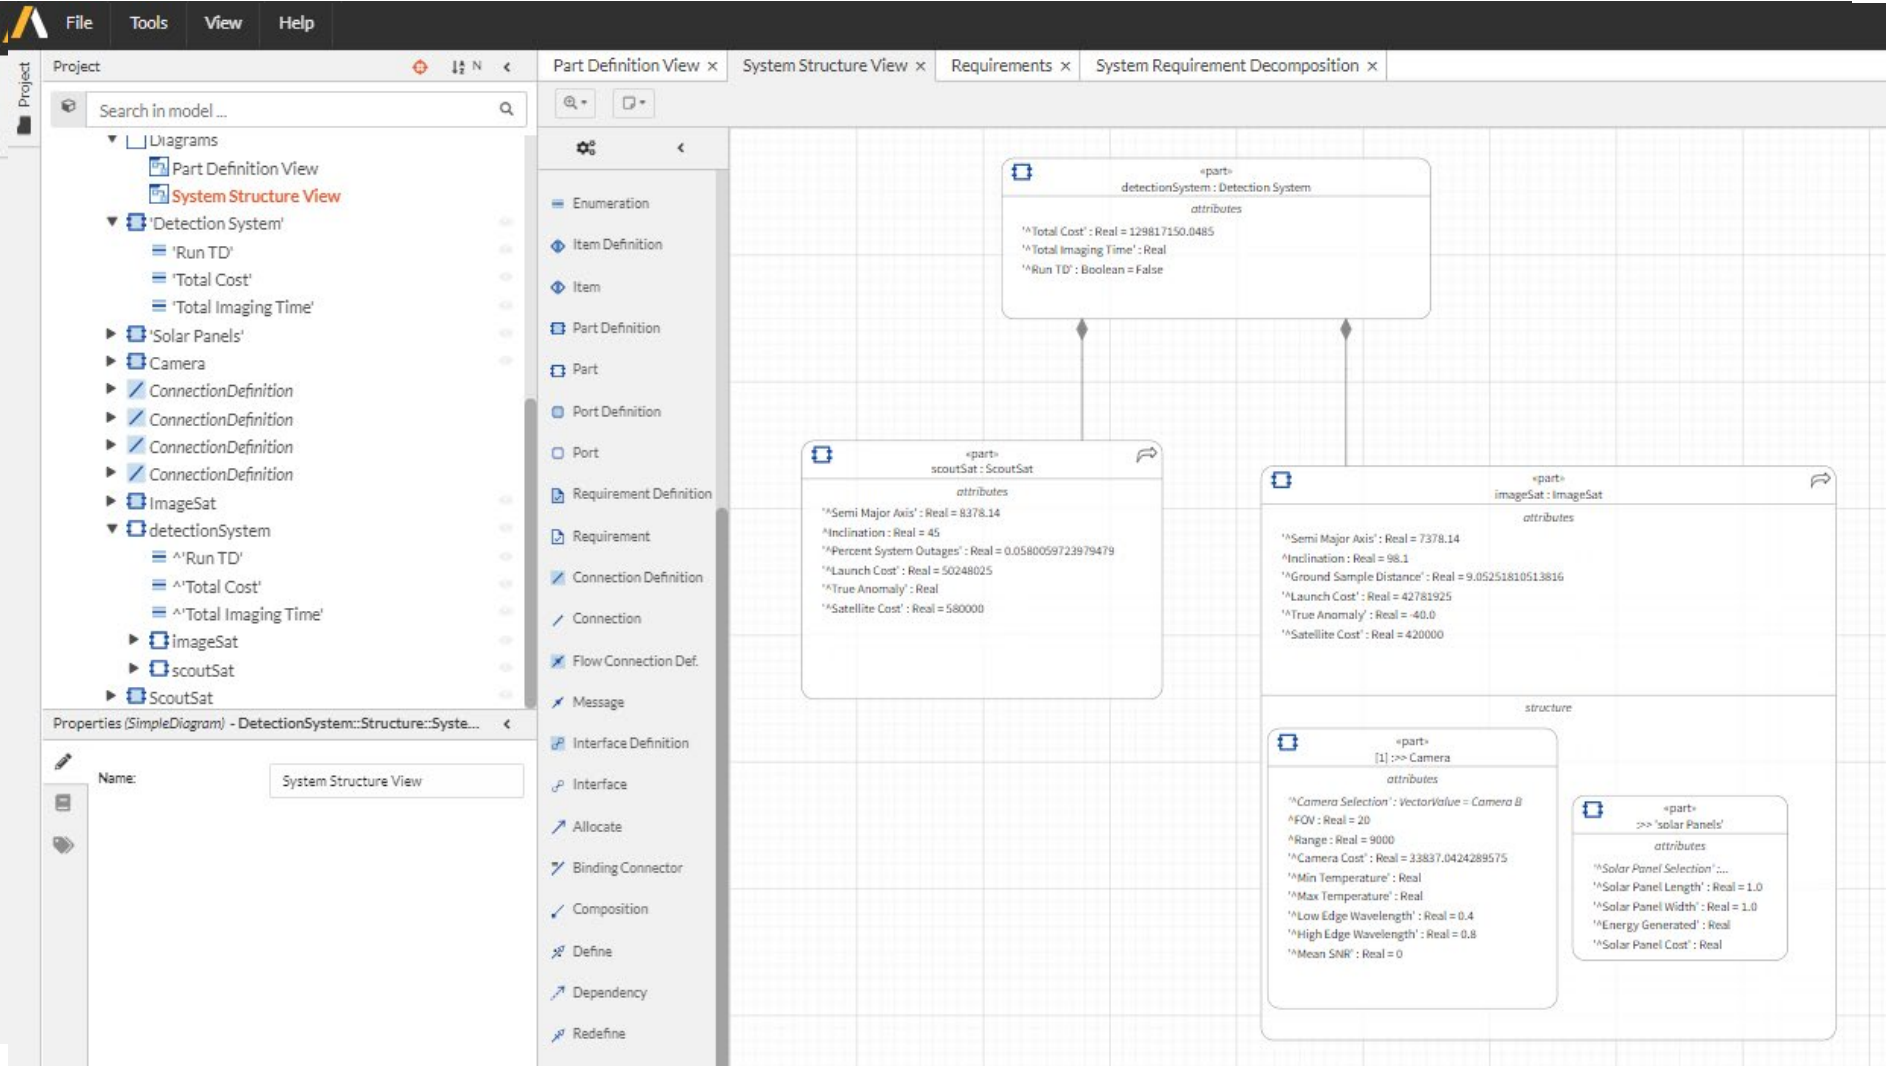 File Tools View Help
Project
Project N
Search in model ...
Diagrams
Part Definition View
System Structure View
'Detection System'
'Run TD'
'Total Cost'
'Total Imaging Time'
'Solar Panels'
Camera
ConnectionDefinition
ConnectionDefinition
ConnectionDefinition
ConnectionDefinition
ImageSat
detectionSystem
^'Run TD'
^'Total Cost'
^'Total Imaging Time'
imageSat
scoutSat
ScoutSat
Properties (SimpleDiagram) - DetectionSystem::Structure::Syste...
Name: System Structure View
Part Definition View × System Structure View × Requirements × System Requirement Decomposition ×
Enumeration
Item Definition
Item
Part Definition
Part
Port Definition
Port
Requirement Definition
Requirement
Connection Definition
Connection
Flow Connection Def.
Message
Interface Definition
Interface
Allocate
Binding Connector
Composition
Define
Dependency
Redefine
«part»
detectionSystem : Detection System
attributes
'^Total Cost' : Real = 129817150.0485
'^Total Imaging Time' : Real
'^Run TD' : Boolean = False
«part»
scoutSat : ScoutSat
attributes
'^Semi Major Axis' : Real = 8378.14
^Inclination : Real = 45
'^Percent System Outages' : Real = 0.0580059723979479
'^Launch Cost' : Real = 50248025
'^True Anomaly' : Real
'^Satellite Cost' : Real = 580000
«part»
imageSat : ImageSat
attributes
'^Semi Major Axis' : Real = 7378.14
^Inclination : Real = 98.1
'^Ground Sample Distance' : Real = 9.05251810513816
'^Launch Cost' : Real = 42781925
'^True Anomaly' : Real = -40.0
'^Satellite Cost' : Real = 420000
structure
«part»
[1] :>> Camera
attributes
'^Camera Selection' : VectorValue = Camera B
^FOV : Real = 20
^Range : Real = 9000
'^Camera Cost' : Real = 33837.0424289575
'^Min Temperature' : Real
'^Max Temperature' : Real
'^Low Edge Wavelength' : Real = 0.4
'^High Edge Wavelength' : Real = 0.8
'^Mean SNR' : Real = 0
«part»
:>> 'solar Panels'
attributes
'^Solar Panel Selection' :...
'^Solar Panel Length' : Real = 1.0
'^Solar Panel Width' : Real = 1.0
'^Energy Generated' : Real
'^Solar Panel Cost' : Real